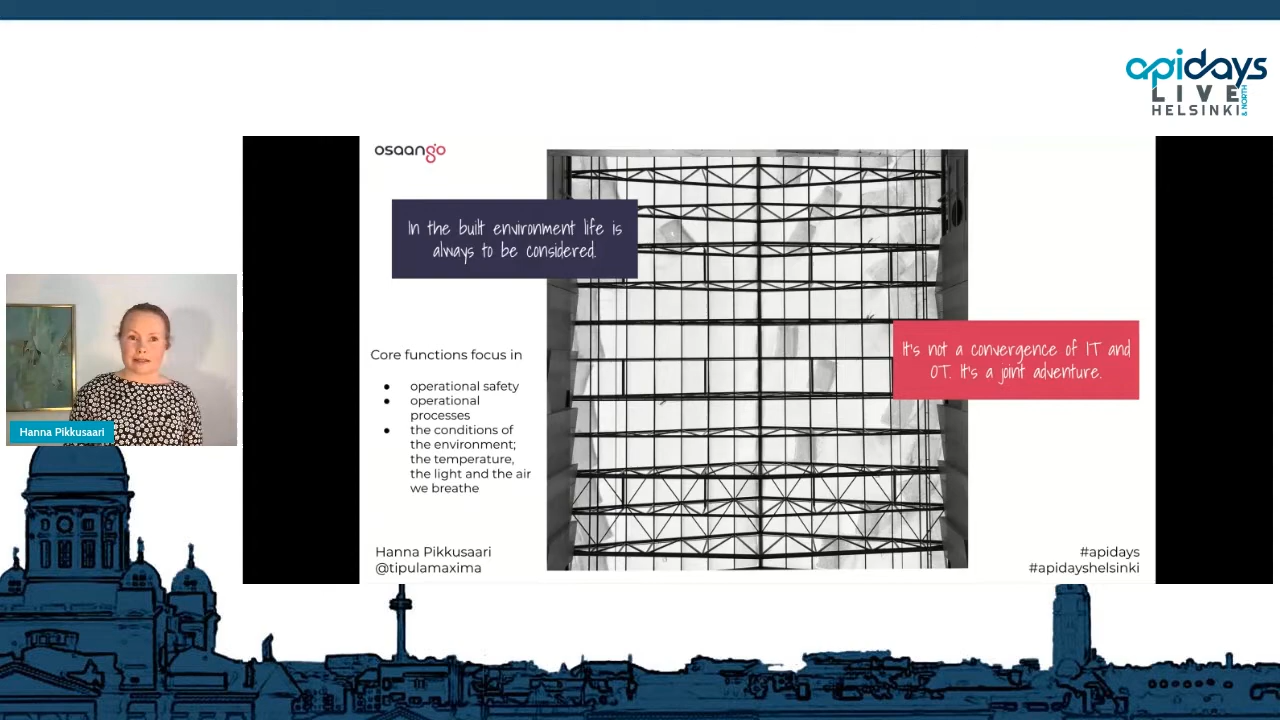 apidays
LIVE
HELSINKI
& NORTH
osaango
In the built environment life is
always to be considered.
It's not a convergence of IT and
OT. It's a joint adventure.
Core functions focus in
● operational safety
● operational
processes
● the conditions of
the environment;
the temperature,
the light and the air
we breathe
Hanna Pikkusaari
Hanna Pikkusaari
@tipulamaxima
#apidays
#apidayshelsinki